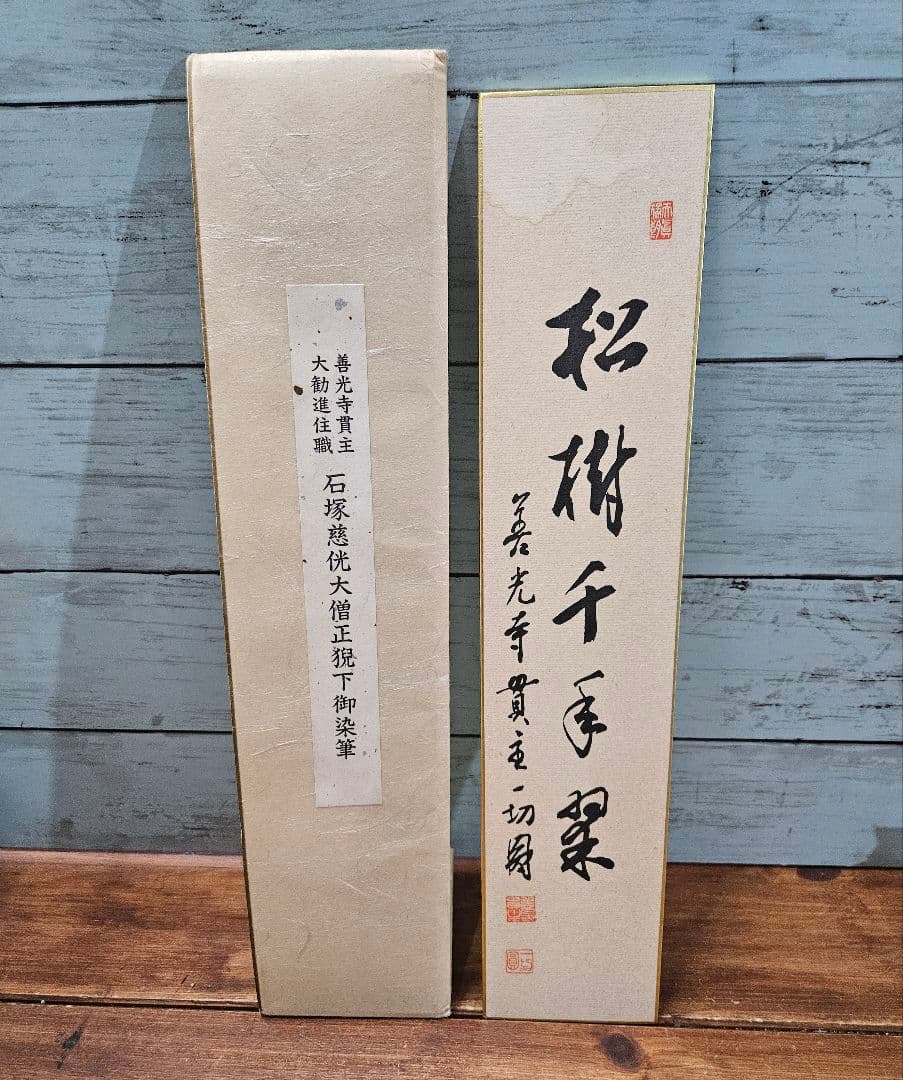 善光寺貫主
大勧進住職
石塚慈侊大僧正猊下御染筆
松樹千年翠
善光寺貫主一切圓